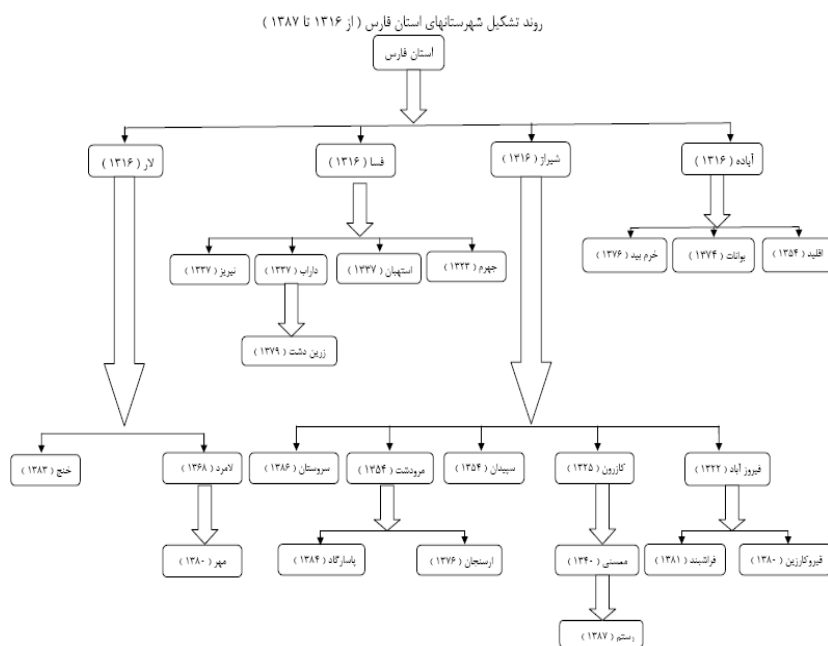 روند تشکیل شهرستانهای استان فارس ( از ۱۳۱۶ تا ۱۳۸۷ )
استان فارس
آباده ( ۱۳۱۶ )
شیراز ( ۱۳۱۶ )
فسا ( ۱۳۱۶ )
لار ( ۱۳۱۶ )
اقلید ( ۱۳۵۴ )
بوانات ( ۱۳۷۴ )
خرم بید ( ۱۳۷۶ )
جهرم ( ۱۳۲۳ )
استهبان ( ۱۳۳۷ )
داراب ( ۱۳۳۷ )
نیریز ( ۱۳۳۷ )
زرین دشت ( ۱۳۷۹ )
فیروز آباد ( ۱۳۲۲ )
کازرون ( ۱۳۲۵ )
سپیدان ( ۱۳۵۴ )
مرودشت ( ۱۳۵۴ )
سروستان ( ۱۳۸۶ )
لامرد ( ۱۳۶۸ )
خنج ( ۱۳۸۳ )
قیروکارزین ( ۱۳۸۰ )
فراشبند ( ۱۳۸۱ )
ممسنی ( ۱۳۴۰ )
ارسنجان ( ۱۳۷۶ )
پاسارگاد ( ۱۳۸۴ )
مهر ( ۱۳۸۰ )
رستم ( ۱۳۸۷ )